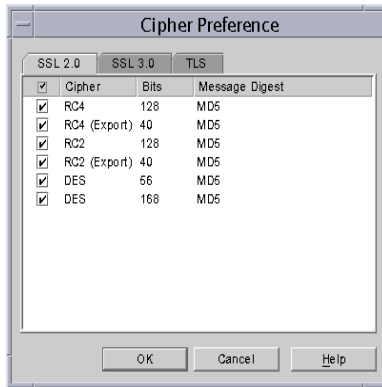 Cipher Preference
SSL 2.0 SSL 3.0 TLS
Cipher Bits Message Digest
RC4 128 MD5
RC4 (Export) 40 MD5
RC2 128 MD5
RC2 (Export) 40 MD5
DES 56 MD5
DES 168 MD5
OK Cancel Help